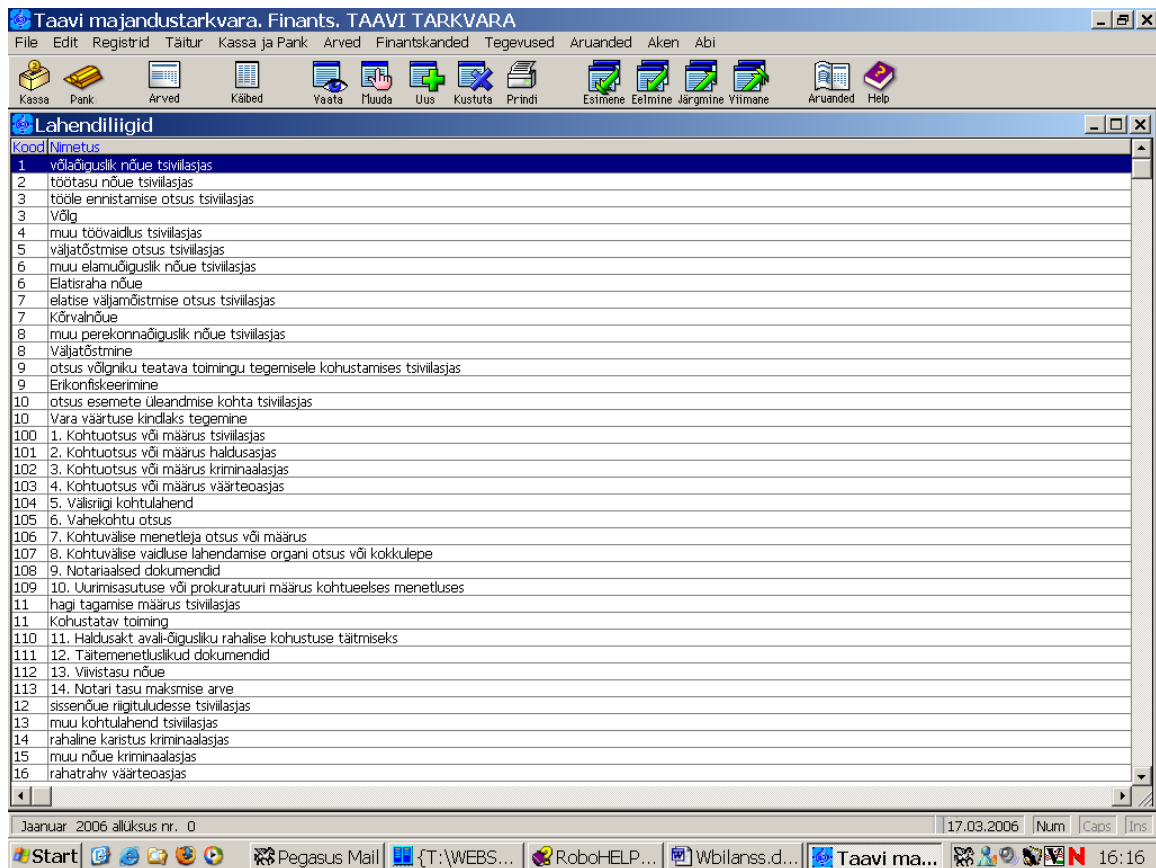 Taavi majandustarkvara. Finants. TAAVI TARKVARA
File Edit Registrid Täitur Kassa ja Pank Arved Finantskanded Tegevused Aruanded Aken Abi
Kassa Pank Arved Käibed Vaata Muuda Uus Kustuta Prindi Esimene Eelmine Järgmine Viimane Aruanded Help
Lahendiliigid
Kood Nimetus
1 võlaõiguslik nõue tsiviilasjas
2 töötasu nõue tsiviilasjas
3 tööle ennistamise otsus tsiviilasjas
3 Võlg
4 muu töövaidlus tsiviilasjas
5 väljatõstmise otsus tsiviilasjas
6 muu elamuõiguslik nõue tsiviilasjas
6 Elatisraha nõue
7 elatise väljamõistmise otsus tsiviilasjas
7 Kõrvalnõue
8 muu perekonnaõiguslik nõue tsiviilasjas
8 Väljatõstmine
9 otsus võlgniku teatava toimingu tegemisele kohustamises tsiviilasjas
9 Erikonfiskeerimine
10 otsus esemete üleandmise kohta tsiviilasjas
10 Vara väärtuse kindlaks tegemine
100 1. Kohtuotsus või määrus tsiviilasjas
101 2. Kohtuotsus või määrus haldusasjas
102 3. Kohtuotsus või määrus kriminaalasjas
103 4. Kohtuotsus või määrus väärteoasjas
104 5. Välisriigi kohtulahend
105 6. Vahekohtu otsus
106 7. Kohtuvälise menetleja otsus või määrus
107 8. Kohtuvälise vaidluse lahendamise organi otsus või kokkulepe
108 9. Notariaalsed dokumendid
109 10. Uurimisasutuse või prokuratuuri määrus kohtueelses menetluses
11 hagi tagamise määrus tsiviilasjas
11 Kohustatav toiming
110 11. Haldusakt avali-õigusliku rahalise kohustuse täitmiseks
111 12. Täitemenetluslikud dokumendid
112 13. Viivistasu nõue
113 14. Notari tasu maksmise arve
12 sissenõue riigituludesse tsiviilasjas
13 muu kohtulahend tsiviilasjas
14 rahaline karistus kriminaalasjas
15 muu nõue kriminaalasjas
16 rahatrahv väärteoasjas
Jaanuar 2006 allüksus nr. 0 17.03.2006 Num Caps Ins
Start Pegasus Mail {T:\WEBS... RoboHELP... Wbilanss.d... Taavi ma... N 16:16